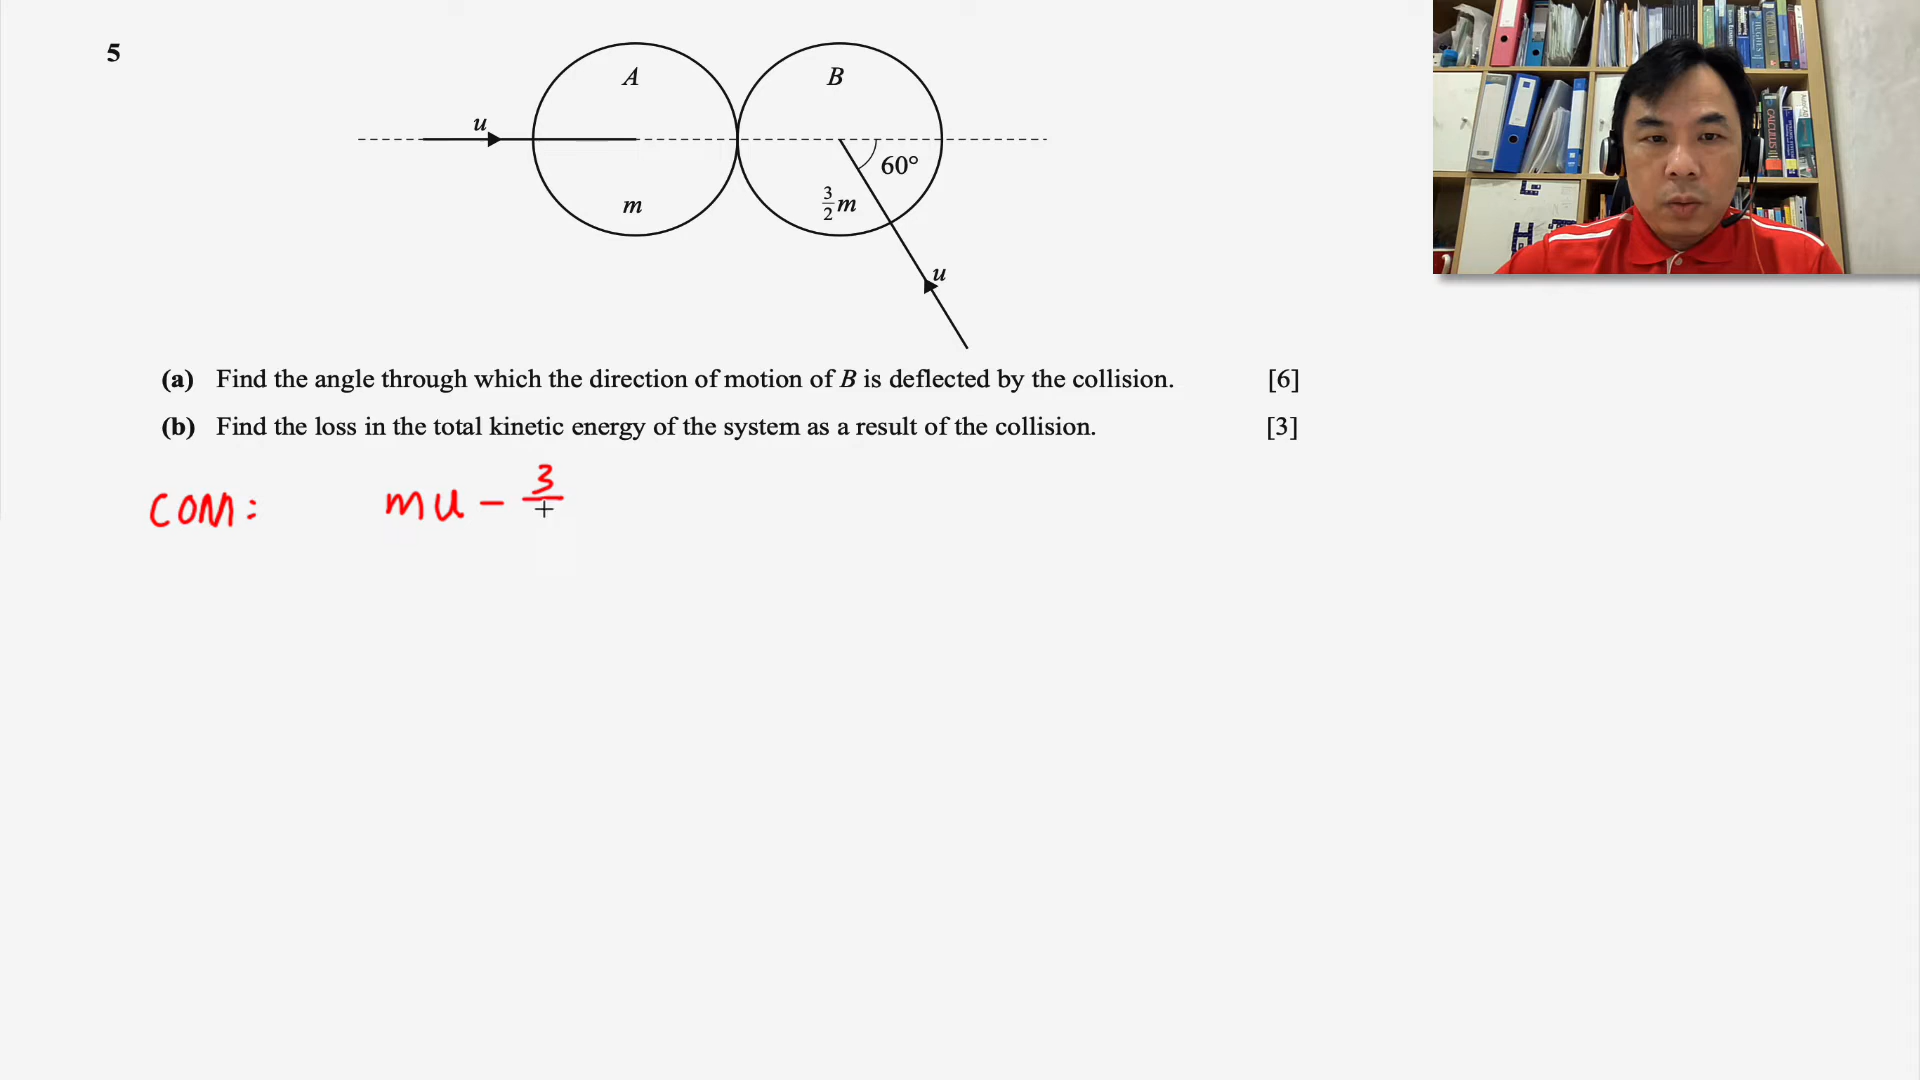 5
A B
u
60°
m 3/2 m
u
(a) Find the angle through which the direction of motion of B is deflected by the collision. [6]
(b) Find the loss in the total kinetic energy of the system as a result of the collision. [3]
COM: mu - 3
CALCULUS